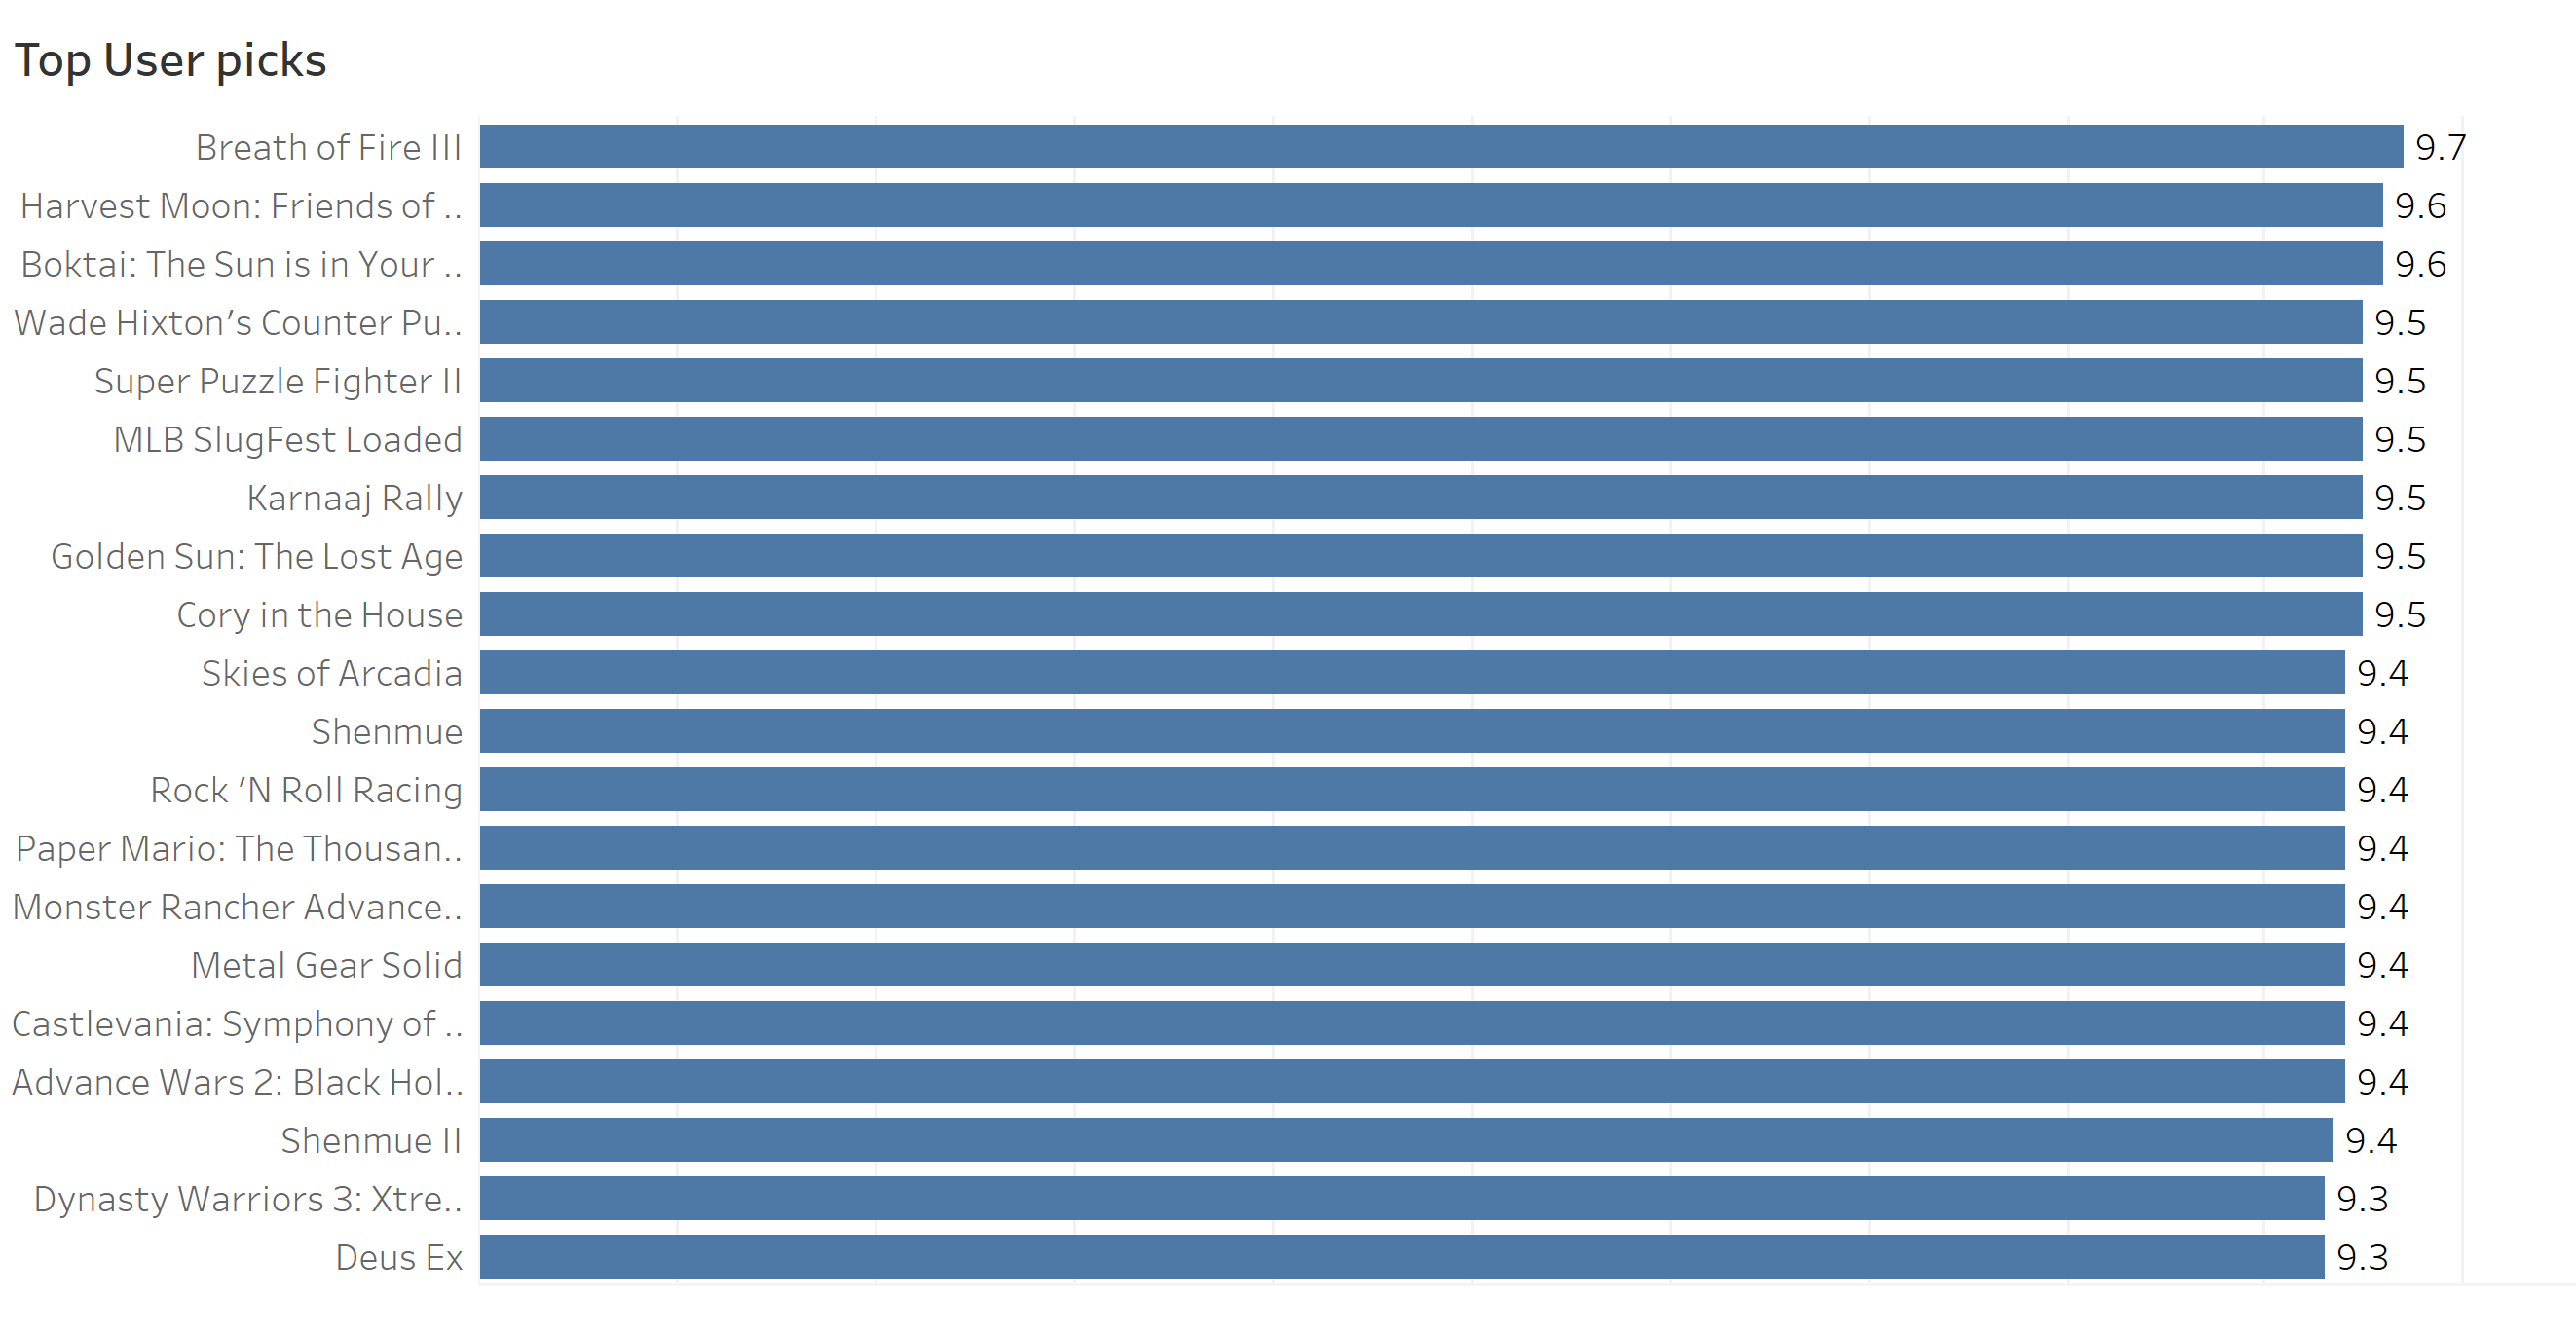 Top User picks
Breath of Fire III 9.7
Harvest Moon: Friends of .. 9.6
Boktai: The Sun is in Your .. 9.6
Wade Hixton's Counter Pu.. 9.5
Super Puzzle Fighter II 9.5
MLB SlugFest Loaded 9.5
Karnaaj Rally 9.5
Golden Sun: The Lost Age 9.5
Cory in the House 9.5
Skies of Arcadia 9.4
Shenmue 9.4
Rock 'N Roll Racing 9.4
Paper Mario: The Thousan.. 9.4
Monster Rancher Advance.. 9.4
Metal Gear Solid 9.4
Castlevania: Symphony of .. 9.4
Advance Wars 2: Black Hol.. 9.4
Shenmue II 9.4
Dynasty Warriors 3: Xtre.. 9.3
Deus Ex 9.3